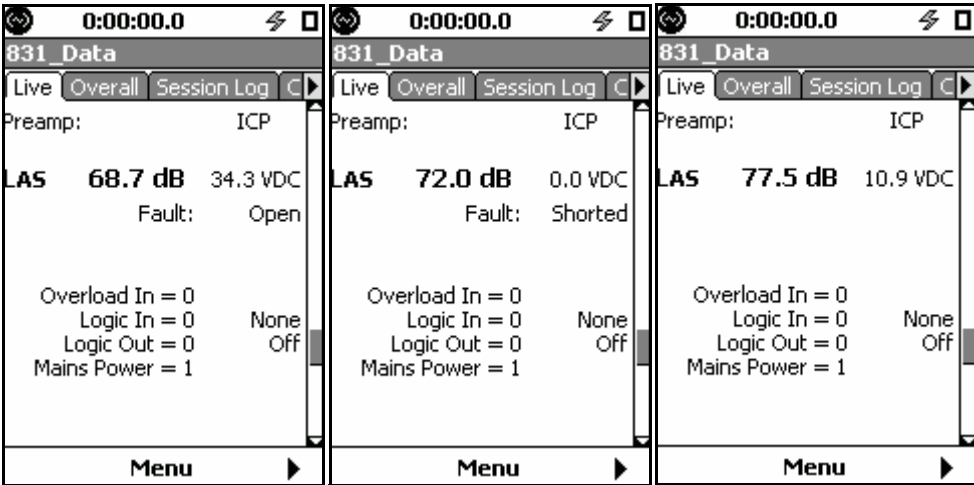 0:00:00.0
831_Data
Live Overall Session Log C
Preamp: ICP
LAS 68.7 dB 34.3 VDC
Fault: Open
Overload In = 0
Logic In = 0 None
Logic Out = 0 Off
Mains Power = 1
Menu
0:00:00.0
831_Data
Live Overall Session Log C
Preamp: ICP
LAS 72.0 dB 0.0 VDC
Fault: Shorted
Overload In = 0
Logic In = 0 None
Logic Out = 0 Off
Mains Power = 1
Menu
0:00:00.0
831_Data
Live Overall Session Log C
Preamp: ICP
LAS 77.5 dB 10.9 VDC
Overload In = 0
Logic In = 0 None
Logic Out = 0 Off
Mains Power = 1
Menu